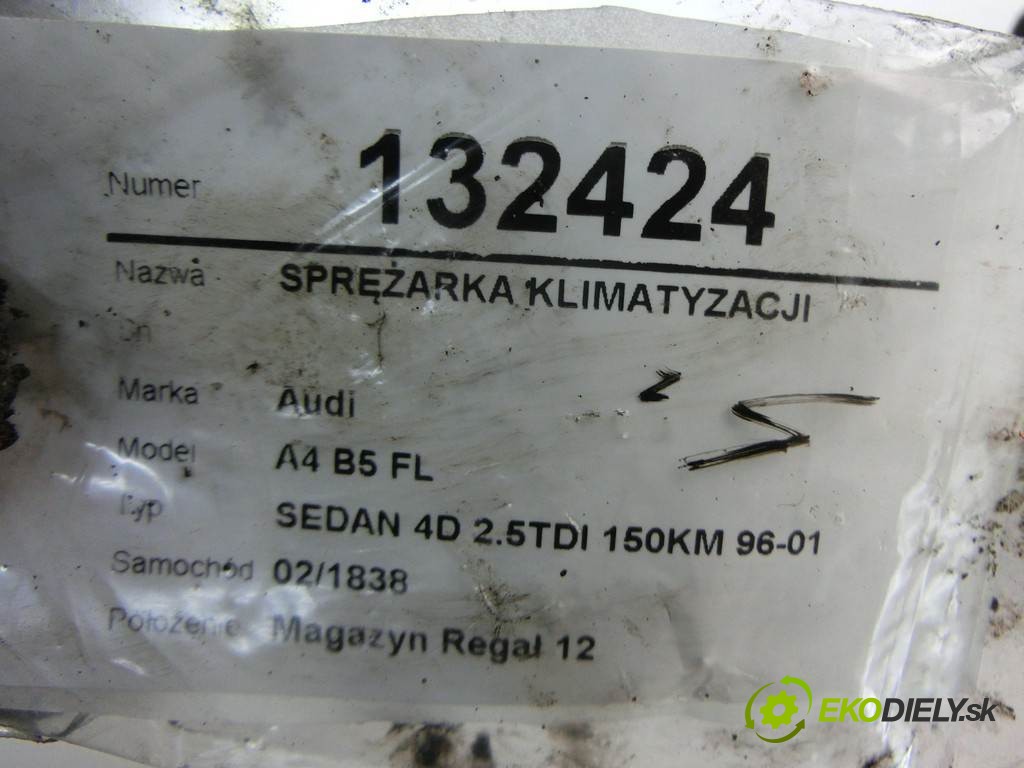 Numer 132424
Nazwa SPRĘŻARKA KLIMATYZACJI
Marka Audi
Model A4 B5 FL
Typ SEDAN 4D 2.5TDI 150KM 96-01
Samochód 02/1838
Położenie Magazyn Regał 12
EKODIELY.sk